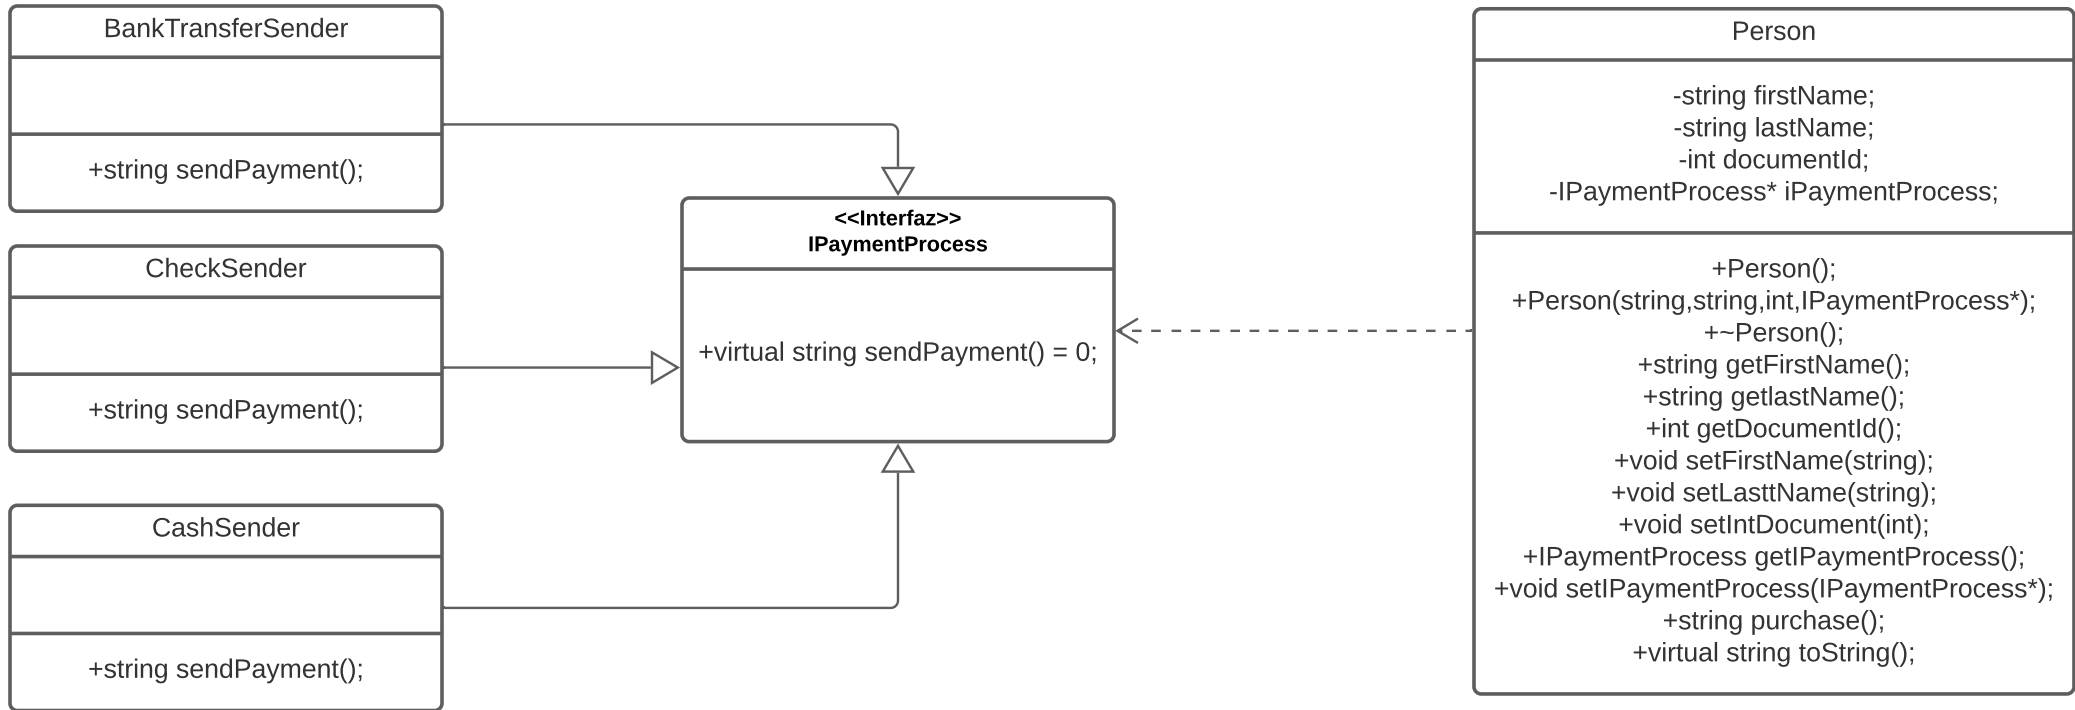 BankTransferSender
+string sendPayment();
CheckSender
+string sendPayment();
CashSender
+string sendPayment();
<<Interfaz>>
IPaymentProcess
+virtual string sendPayment() = 0;
Person
-string firstName;
-string lastName;
-int documentId;
-IPaymentProcess* iPaymentProcess;
+Person();
+Person(string,string,int,IPaymentProcess*);
+~Person();
+string getFirstName();
+string getlastName();
+int getDocumentId();
+void setFirstName(string);
+void setLasttName(string);
+void setIntDocument(int);
+IPaymentProcess getIPaymentProcess();
+void setIPaymentProcess(IPaymentProcess*);
+string purchase();
+virtual string toString();